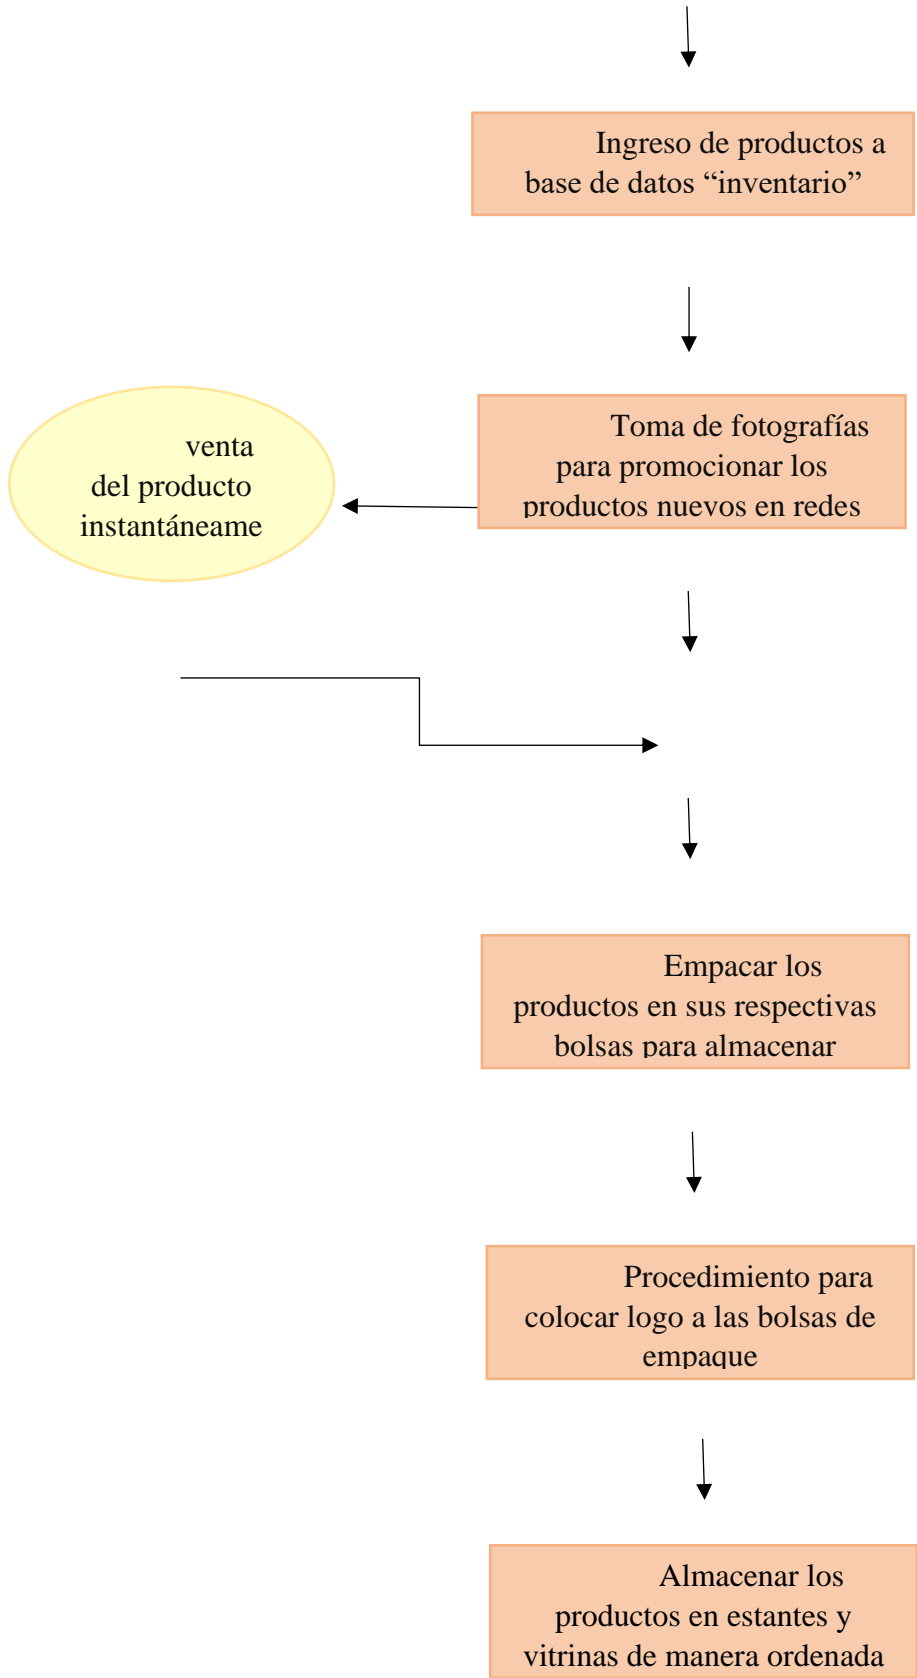 Ingreso de productos a
base de datos “inventario”
venta
del producto
instantáneame
Toma de fotografías
para promocionar los
productos nuevos en redes
Empacar los
productos en sus respectivas
bolsas para almacenar
Procedimiento para
colocar logo a las bolsas de
empaque
Almacenar los
productos en estantes y
vitrinas de manera ordenada